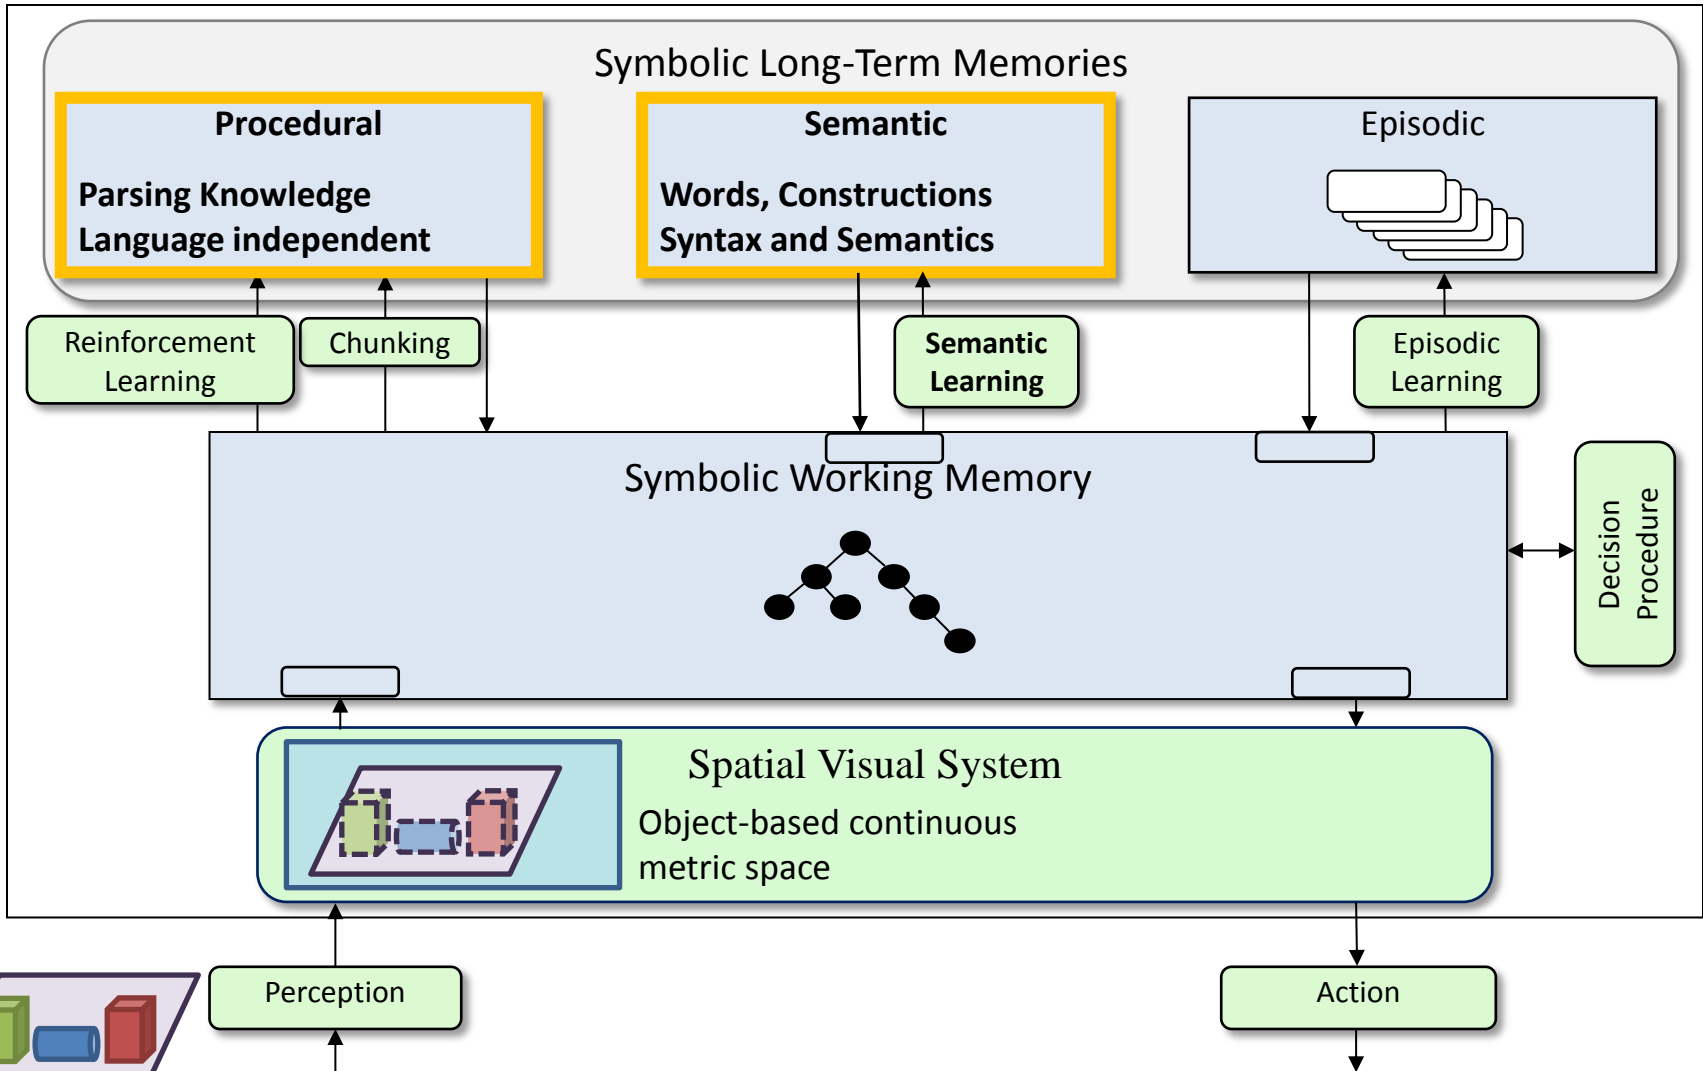 Symbolic Long-Term Memories
Procedural
Parsing Knowledge
Language independent
Semantic
Words, Constructions
Syntax and Semantics
Episodic
Reinforcement
Learning
Chunking
Semantic
Learning
Episodic
Learning
Symbolic Working Memory
Decision
Procedure
Spatial Visual System
Object-based continuous
metric space
Perception
Action